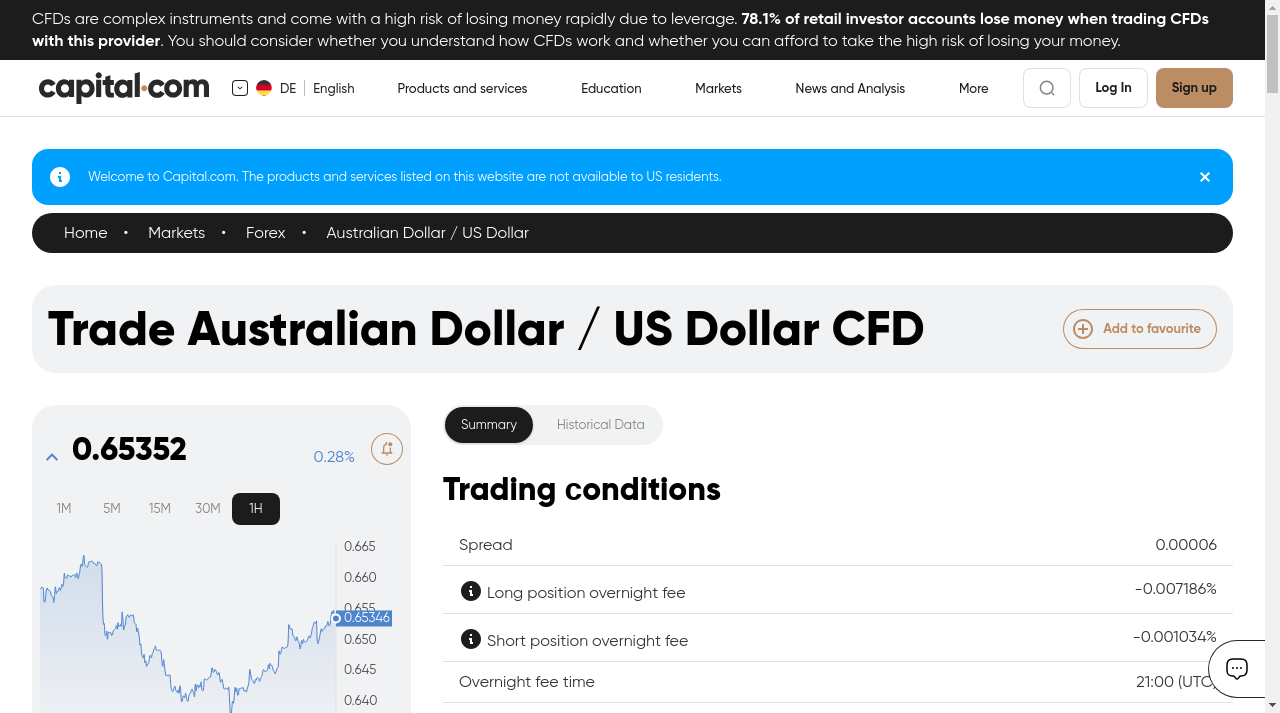 CFDs are complex instruments and come with a high risk of losing money rapidly due to leverage. 78.1% of retail investor accounts lose money when trading CFDs
with this provider. You should consider whether you understand how CFDs work and whether you can afford to take the high risk of losing your money.
capital.com
DE English
Products and services
Education
Markets
News and Analysis
More
Log In
Sign up
Welcome to Capital.com. The products and services listed on this website are not available to US residents.
Home • Markets • Forex • Australian Dollar / US Dollar
Trade Australian Dollar / US Dollar CFD
Add to favourite
0.65352
0.28%
1M 5M 15M 30M 1H
0.665
0.660
0.655
0.65346
0.650
0.645
0.640
Summary
Historical Data
Trading conditions
Spread 0.00006
Long position overnight fee -0.007186%
Short position overnight fee -0.001034%
Overnight fee time 21:00 (UTC)